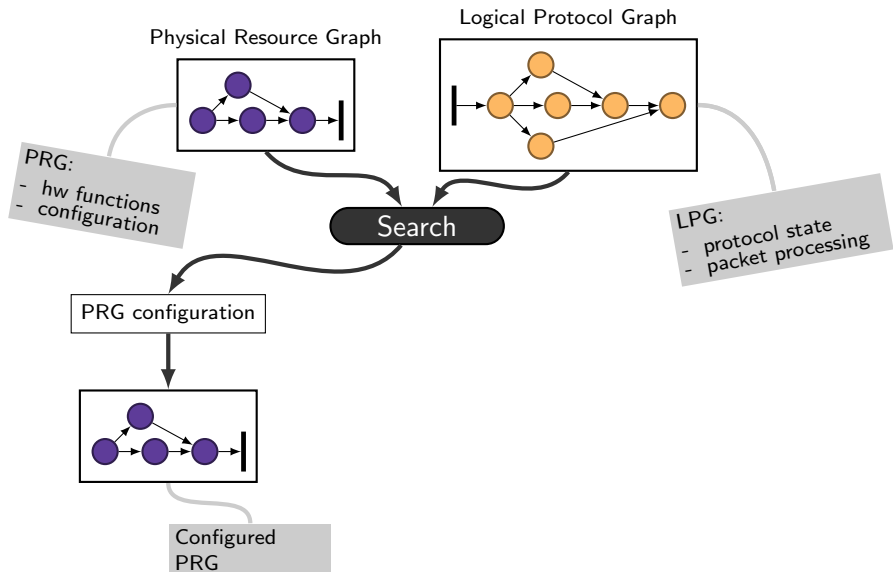 Logical Protocol Graph
Physical Resource Graph
PRG:
- hw functions
- configuration
LPG:
- protocol state
- packet processing
Search
PRG configuration
Configured
PRG